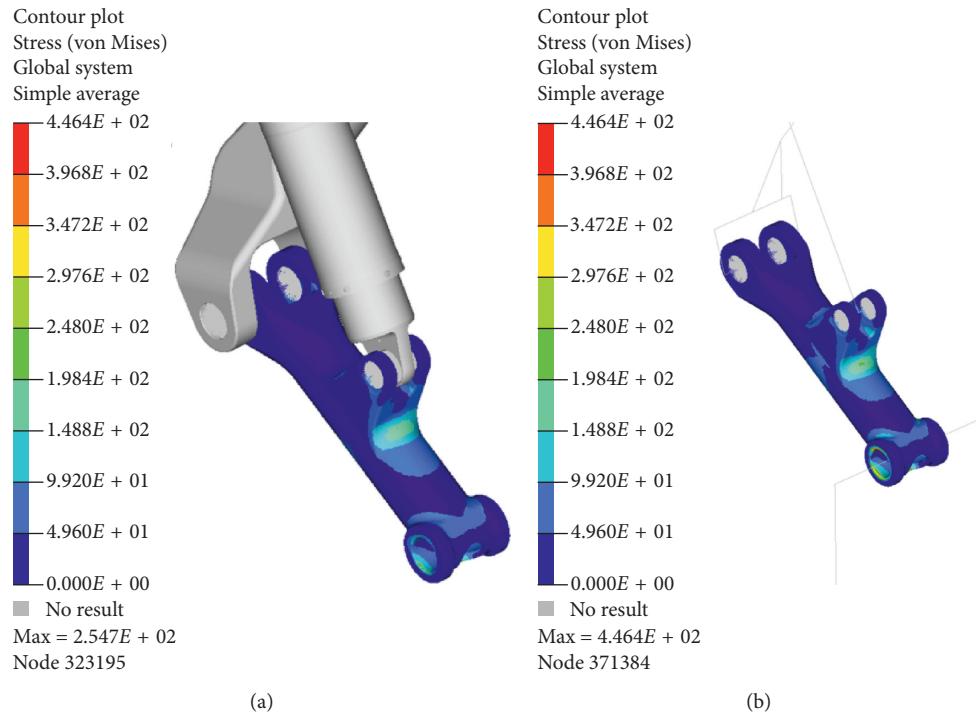 Contour plot
Stress (von Mises)
Global system
Simple average
4.464E + 02
3.968E + 02
3.472E + 02
2.976E + 02
2.480E + 02
1.984E + 02
1.488E + 02
9.920E + 01
4.960E + 01
0.000E + 00
No result
Max = 2.547E + 02
Node 323195
(a)
Contour plot
Stress (von Mises)
Global system
Simple average
4.464E + 02
3.968E + 02
3.472E + 02
2.976E + 02
2.480E + 02
1.984E + 02
1.488E + 02
9.920E + 01
4.960E + 01
0.000E + 00
No result
Max = 4.464E + 02
Node 371384
(b)